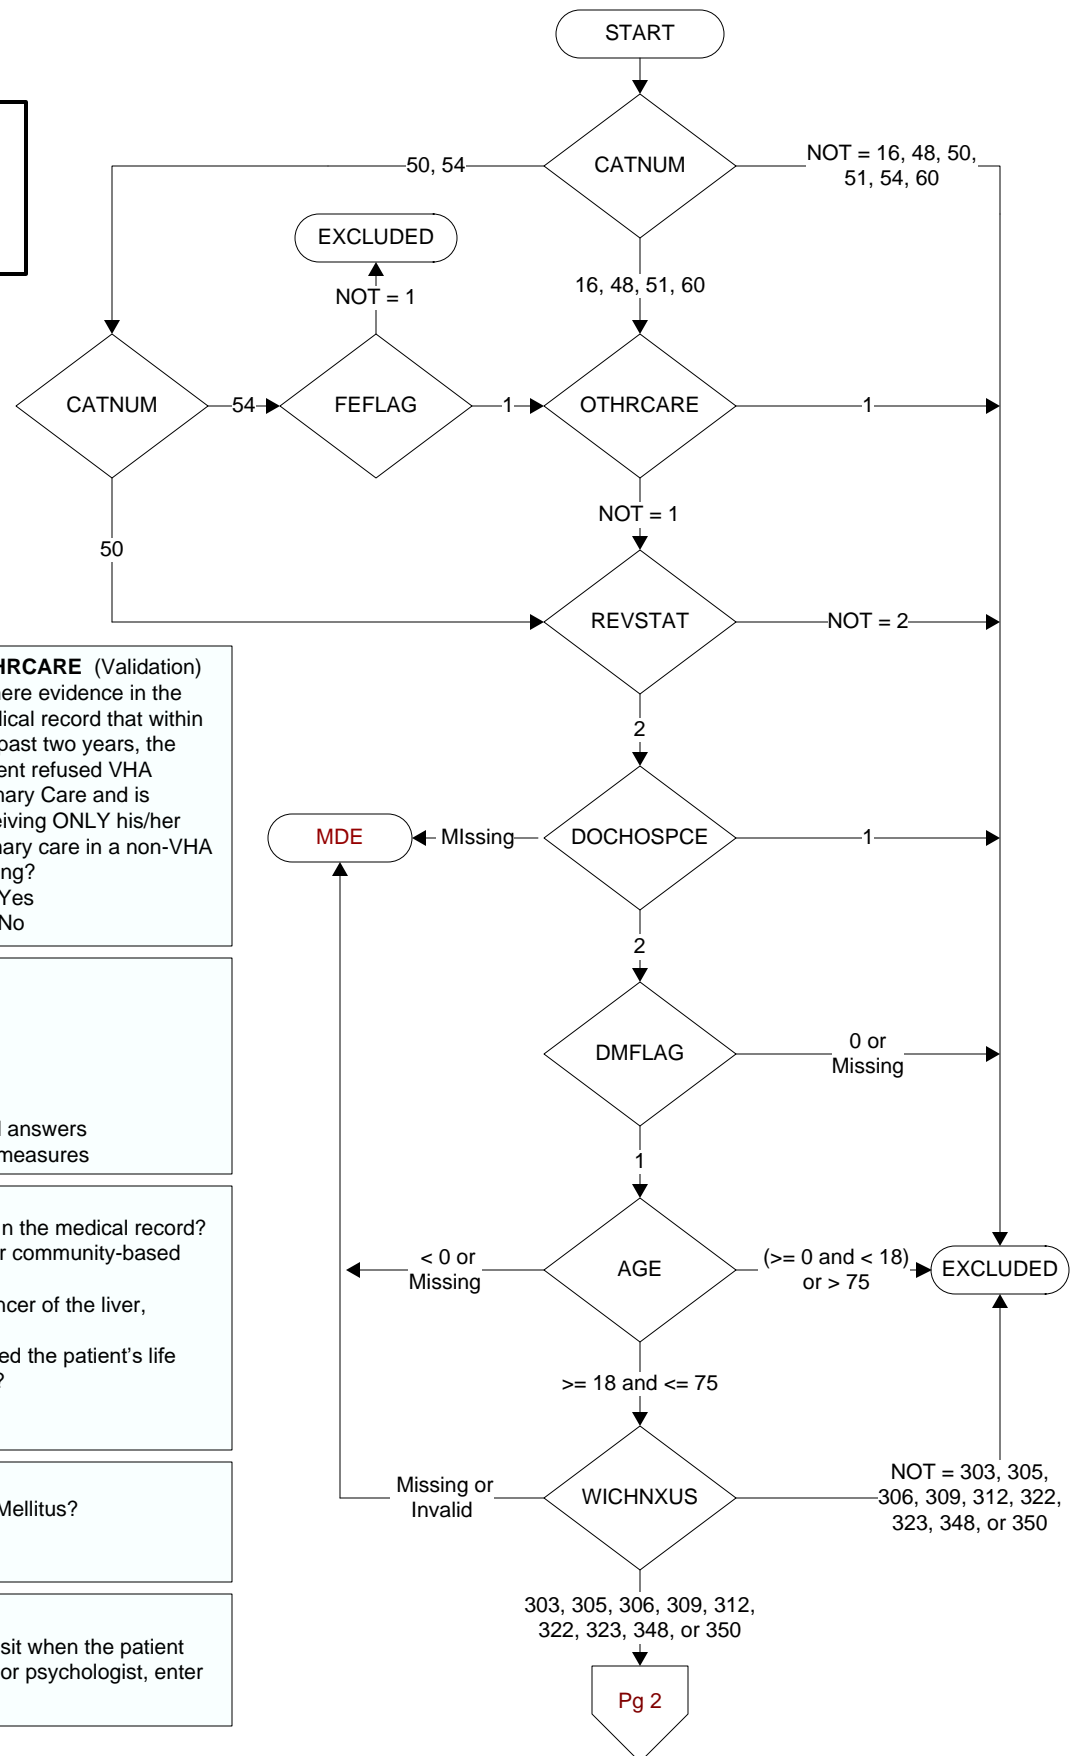 START
CATNUM
50, 54
NOT = 16, 48, 50,
51, 54, 60
EXCLUDED
NOT = 1
16, 48, 51, 60
CATNUM
54
FEFLAG
1
OTHRCARE
1
NOT = 1
50
REVSTAT
NOT = 2
2
MDE
MIssing
DOCHOSPCE
1
2
DMFLAG
0 or
Missing
1
< 0 or
Missing
AGE
(>= 0 and < 18)
or > 75
EXCLUDED
>= 18 and <= 75
Missing or
Invalid
WICHNXUS
NOT = 303, 305,
306, 309, 312, 322,
323, 348, or 350
303, 305, 306, 309, 312,
322, 323, 348, or 350
Pg 2
HRCARE (Validation)
here evidence in the
dical record that within
past two years, the
ent refused VHA
mary Care and is
eiving ONLY his/her
mary care in a non-VHA
ing?
Yes
No
answers
measures
n the medical record?
r community-based
ncer of the liver,
ed the patient's life
?
Mellitus?
sit when the patient
or psychologist, enter